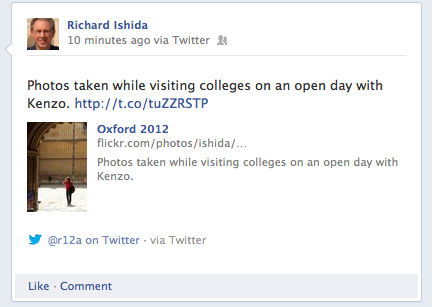 Richard Ishida
10 minutes ago via Twitter
Photos taken while visiting colleges on an open day with
Kenzo. http://t.co/tuZZRSTP
Oxford 2012
flickr.com/photos/ishida/...
Photos taken while visiting colleges on an open day with
Kenzo.
@r12a on Twitter · via Twitter
Like · Comment